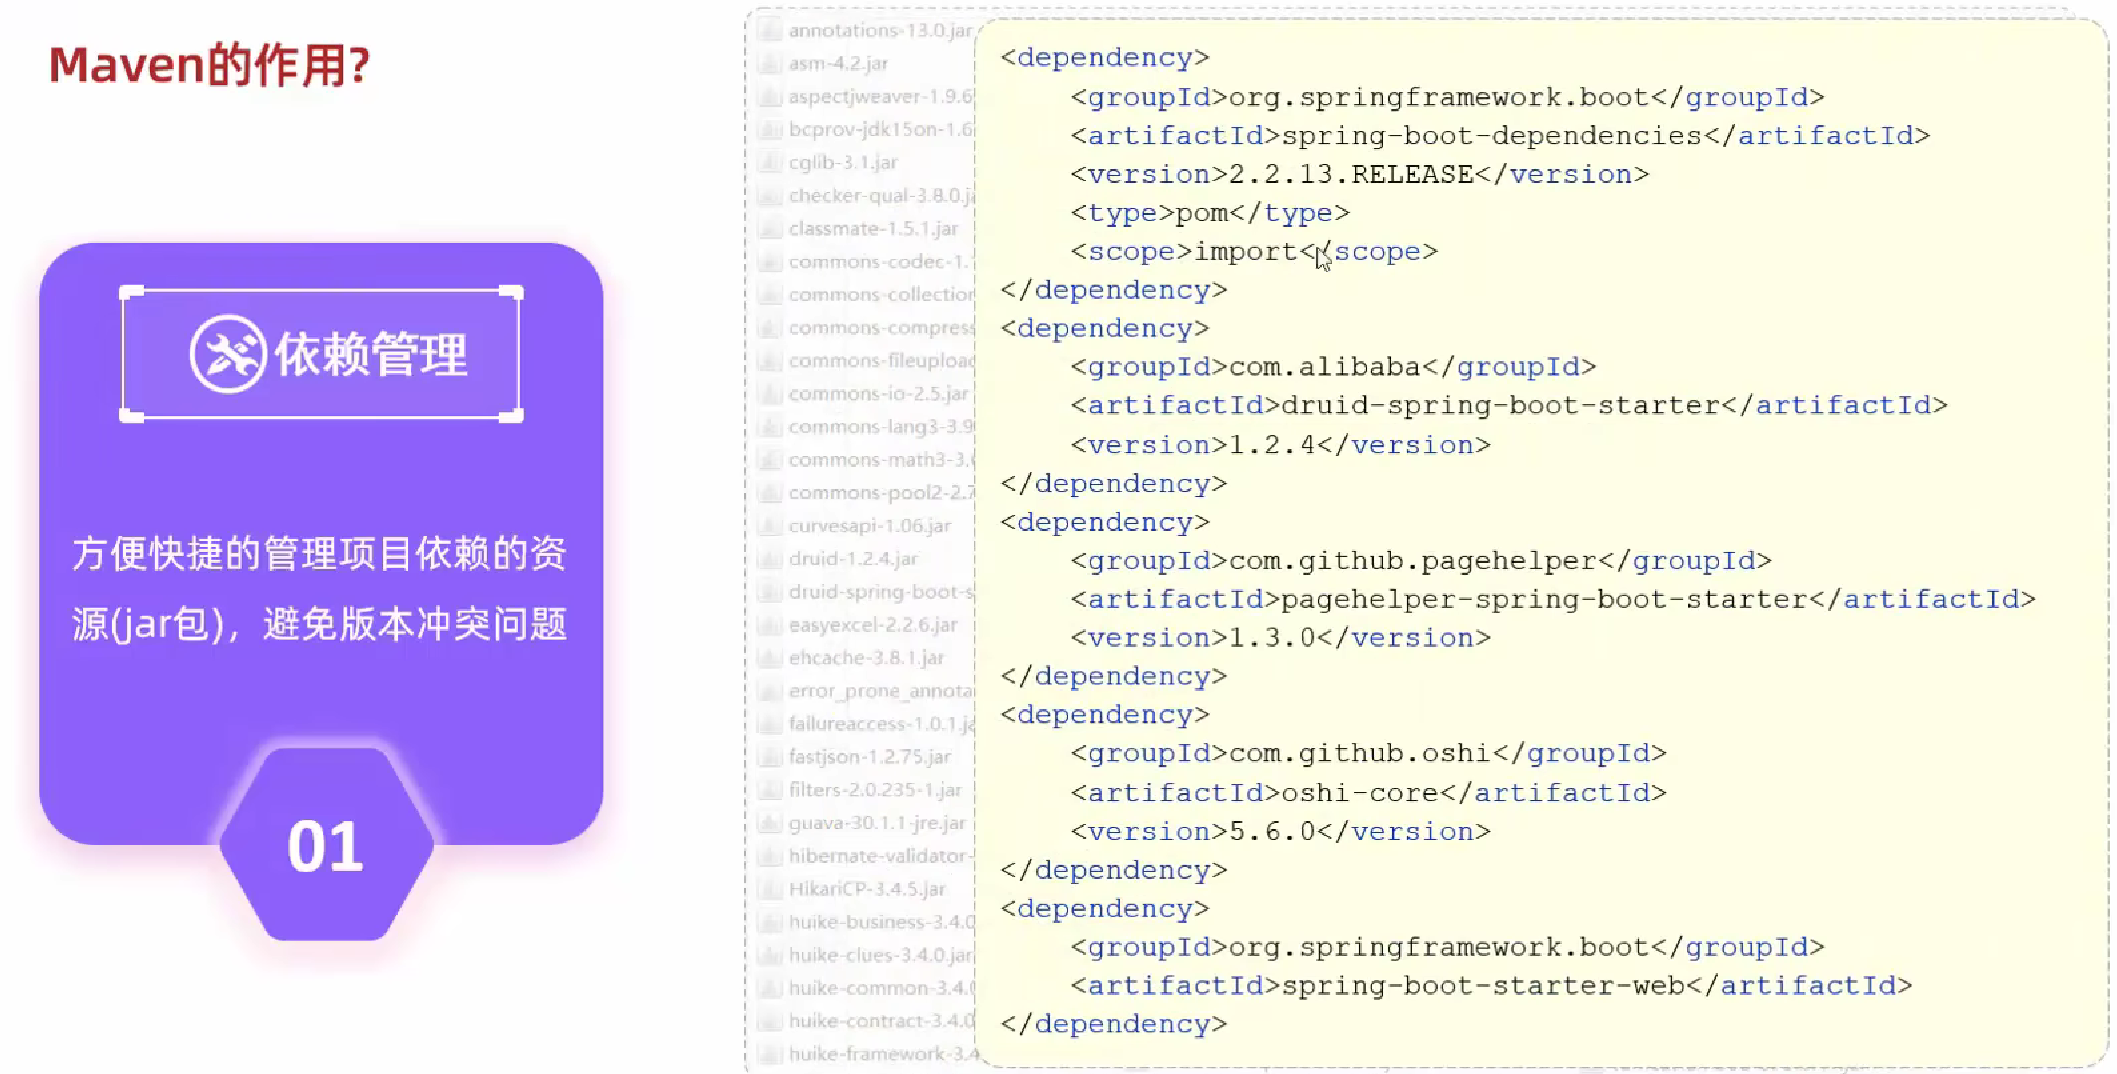 Maven的作用?
依赖管理
方便快捷的管理项目依赖的资
源(jar包)，避免版本冲突问题
01
annotations-13.0.jar
asm-4.2.jar
aspectjweaver-1.9.6
bcprov-jdk15on-1.6
cglib-3.1.jar
checker-qual-3.8.0.ja
classmate-1.5.1.jar
commons-codec-1.
commons-collection
commons-compress
commons-fileupload
commons-io-2.5.jar
commons-lang3-3.9
commons-math3-3.
commons-pool2-2.7
curvesapi-1.06.jar
druid-1.2.4.jar
druid-spring-boot-s
easyexcel-2.2.6.jar
ehcache-3.8.1.jar
error_prone_annota
failureaccess-1.0.1.ja
fastjson-1.2.75.jar
filters-2.0.235-1.jar
guava-30.1.1-jre.jar
hibernate-validator-
HikariCP-3.4.5.jar
huike-business-3.4.0
huike-clues-3.4.0.jar
huike-common-3.4.0
huike-contract-3.4.0
huike-framework-3.4
<dependency>
<groupId>org.springframework.boot</groupId>
<artifactId>spring-boot-dependencies</artifactId>
<version>2.2.13.RELEASE</version>
<type>pom</type>
<scope>import</scope>
</dependency>
<dependency>
<groupId>com.alibaba</groupId>
<artifactId>druid-spring-boot-starter</artifactId>
<version>1.2.4</version>
</dependency>
<dependency>
<groupId>com.github.pagehelper</groupId>
<artifactId>pagehelper-spring-boot-starter</artifactId>
<version>1.3.0</version>
</dependency>
<dependency>
<groupId>com.github.oshi</groupId>
<artifactId>oshi-core</artifactId>
<version>5.6.0</version>
</dependency>
<dependency>
<groupId>org.springframework.boot</groupId>
<artifactId>spring-boot-starter-web</artifactId>
</dependency>